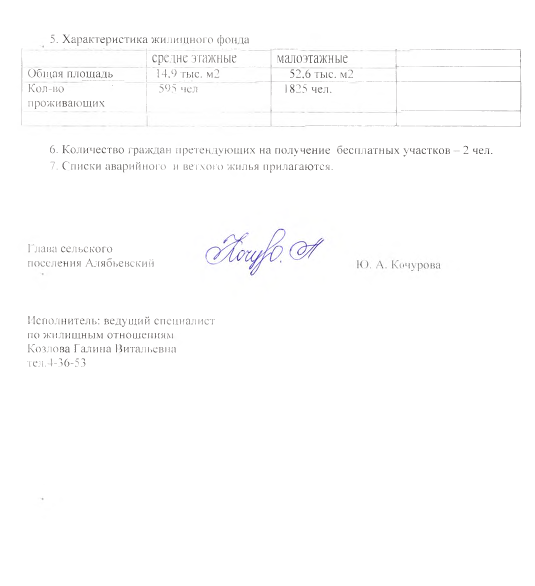 5. Характеристика жилищного фонда
средне этажные малоэтажные
Общая площадь 14,9 тыс. м2 52,6 тыс. м2
Кол-во 595 чел 1825 чел.
проживающих
6. Количество граждан претендующих на получение бесплатных участков – 2 чел.
7. Списки аварийного и ветхого жилья прилагаются.
Глава сельского
поселения Алябьевский Ю. А. Кочурова
Исполнитель: ведущий специалист
по жилищным отношениям
Козлова Галина Витальевна
тел.4-36-53